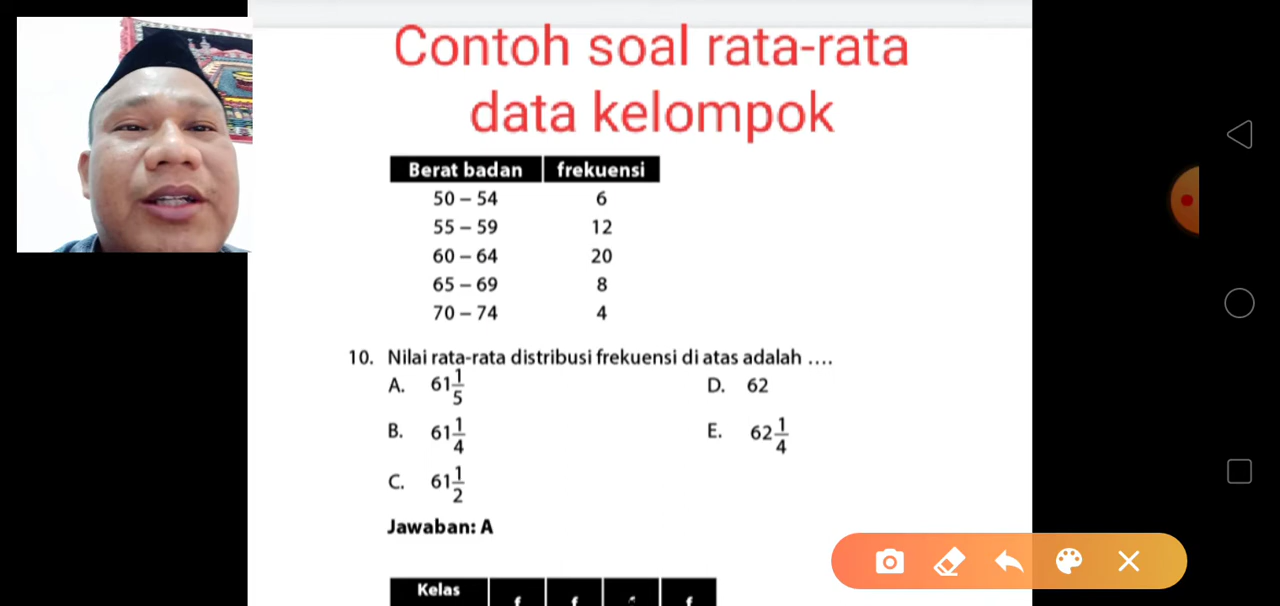 Contoh soal rata-rata
data kelompok
Berat badan frekuensi
50 – 54 6
55 – 59 12
60 – 64 20
65 – 69 8
70 – 74 4
10. Nilai rata-rata distribusi frekuensi di atas adalah ....
A. 61 1/5 D. 62
B. 61 1/4 E. 62 1/4
C. 61 1/2
Jawaban: A
Kelas